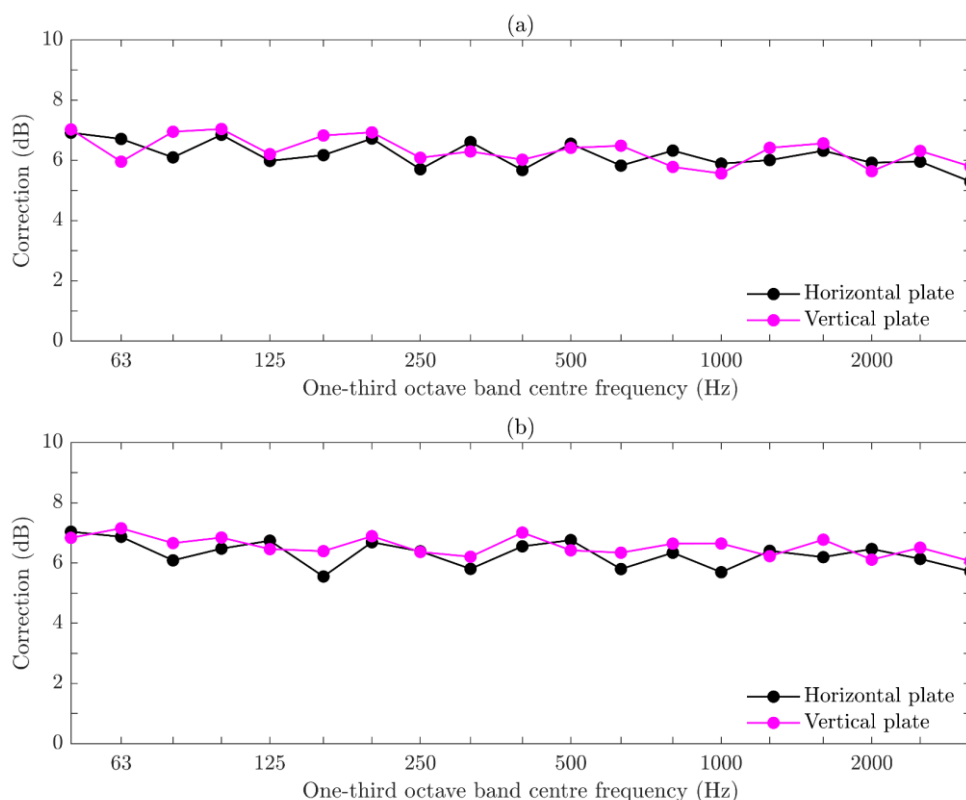 (a)
10
8
6
4
2
0
Correction (dB)
Horizontal plate
Vertical plate
63 125 250 500 1000 2000
One-third octave band centre frequency (Hz)
(b)
10
8
6
4
2
0
Correction (dB)
Horizontal plate
Vertical plate
63 125 250 500 1000 2000
One-third octave band centre frequency (Hz)